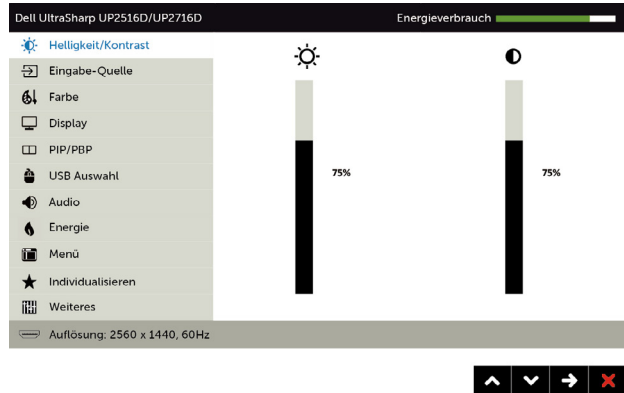 Dell UltraSharp UP2516D/UP2716D
Energieverbrauch
Helligkeit/Kontrast
Eingabe-Quelle
Farbe
Display
PIP/PBP
USB Auswahl
75%
75%
Audio
Energie
Menü
Individualisieren
Weiteres
Auflösung: 2560 x 1440, 60Hz